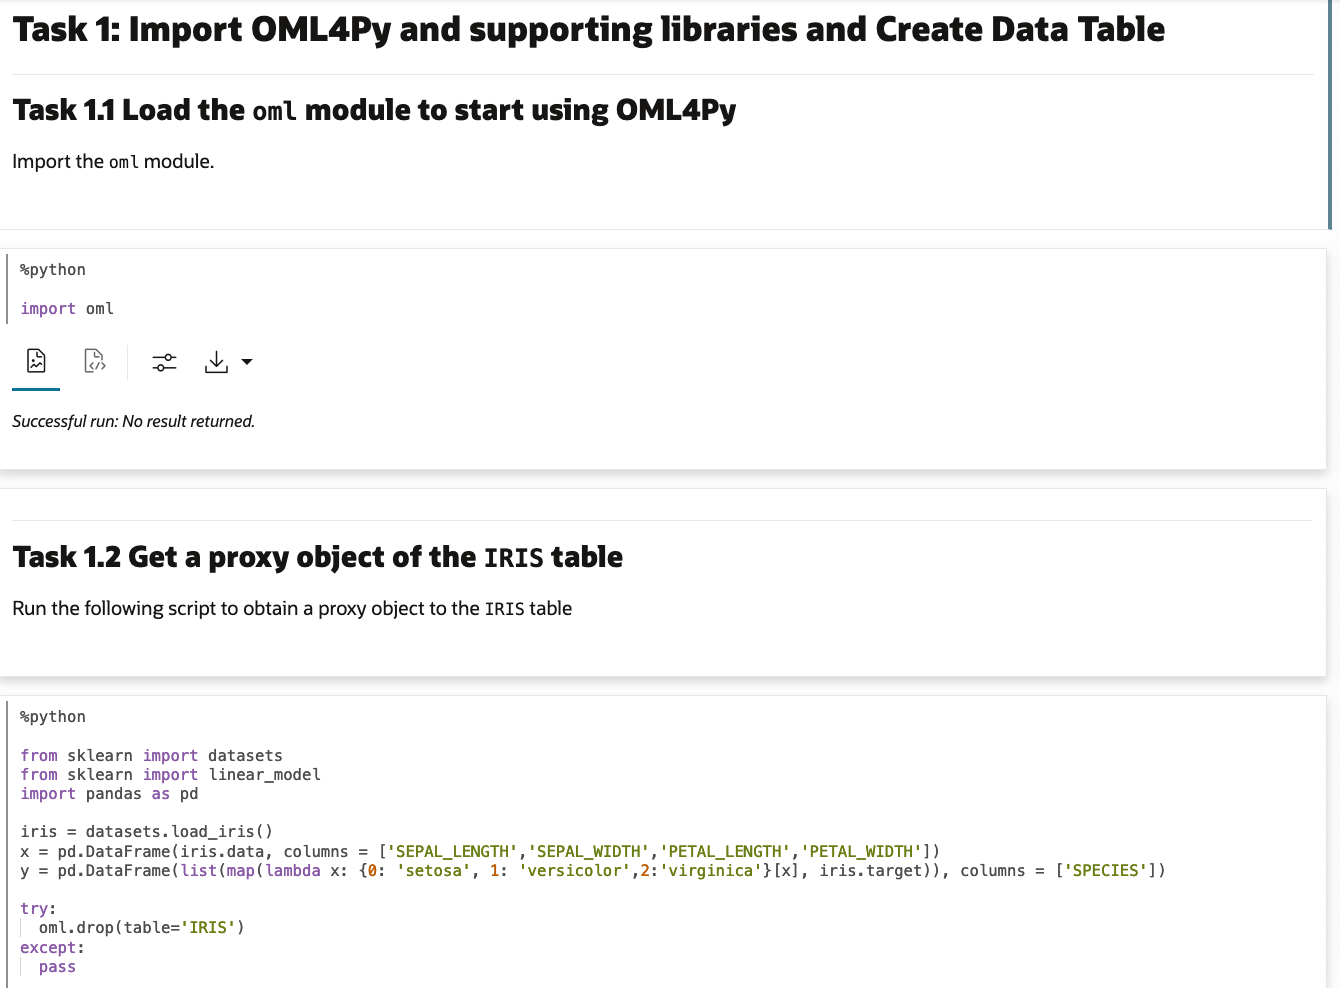 Task 1: Import OML4Py and supporting libraries and Create Data Table
Task 1.1 Load the oml module to start using OML4Py
Import the oml module.
%python
import oml
Successful run: No result returned.
Task 1.2 Get a proxy object of the IRIS table
Run the following script to obtain a proxy object to the IRIS table
%python
from sklearn import datasets
from sklearn import linear_model
import pandas as pd
iris = datasets.load_iris()
x = pd.DataFrame(iris.data, columns = ['SEPAL_LENGTH','SEPAL_WIDTH','PETAL_LENGTH','PETAL_WIDTH'])
y = pd.DataFrame(list(map(lambda x: {0: 'setosa', 1: 'versicolor',2:'virginica'}[x], iris.target)), columns = ['SPECIES'])
try:
  oml.drop(table='IRIS')
except:
  pass